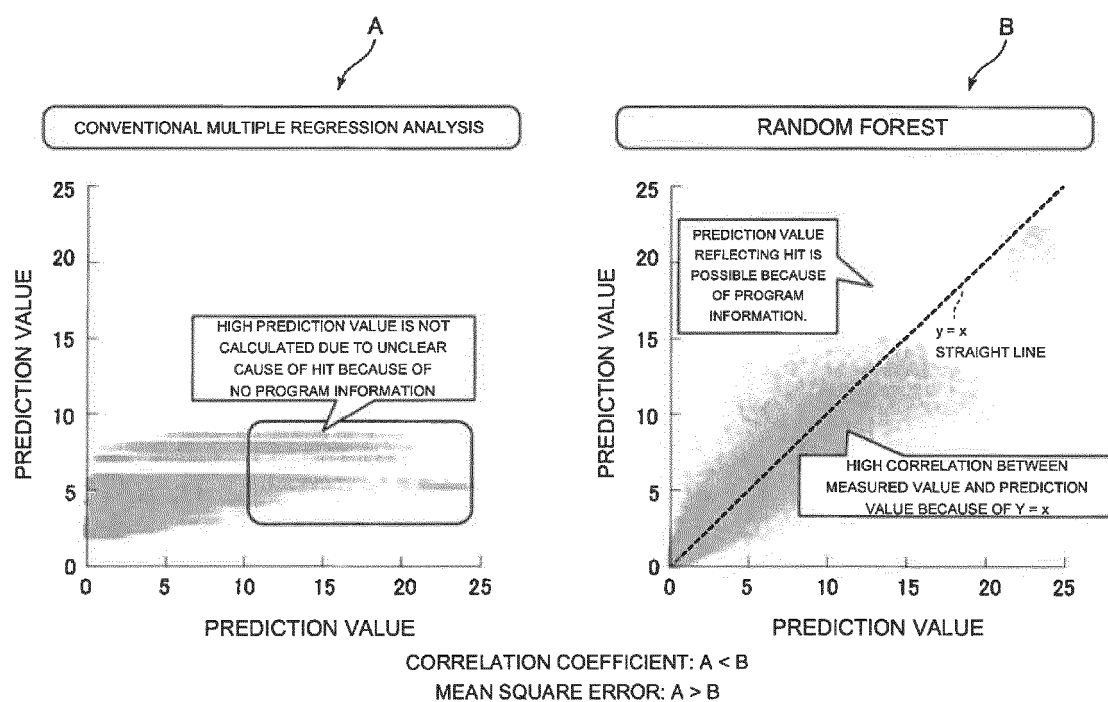 A
B
CONVENTIONAL MULTIPLE REGRESSION ANALYSIS
RANDOM FOREST
25
20
15
10
5
0
PREDICTION VALUE
HIGH PREDICTION VALUE IS NOT
CALCULATED DUE TO UNCLEAR
CAUSE OF HIT BECAUSE OF
NO PROGRAM INFORMATION
0
5
10
15
20
25
PREDICTION VALUE
25
20
15
10
5
0
PREDICTION VALUE
PREDICTION VALUE
REFLECTING HIT IS
POSSIBLE BECAUSE
OF PROGRAM
INFORMATION.
y = x
STRAIGHT LINE
HIGH CORRELATION BETWEEN
MEASURED VALUE AND PREDICTION
VALUE BECAUSE OF Y = x
0
5
10
15
20
25
PREDICTION VALUE
CORRELATION COEFFICIENT: A < B
MEAN SQUARE ERROR: A > B